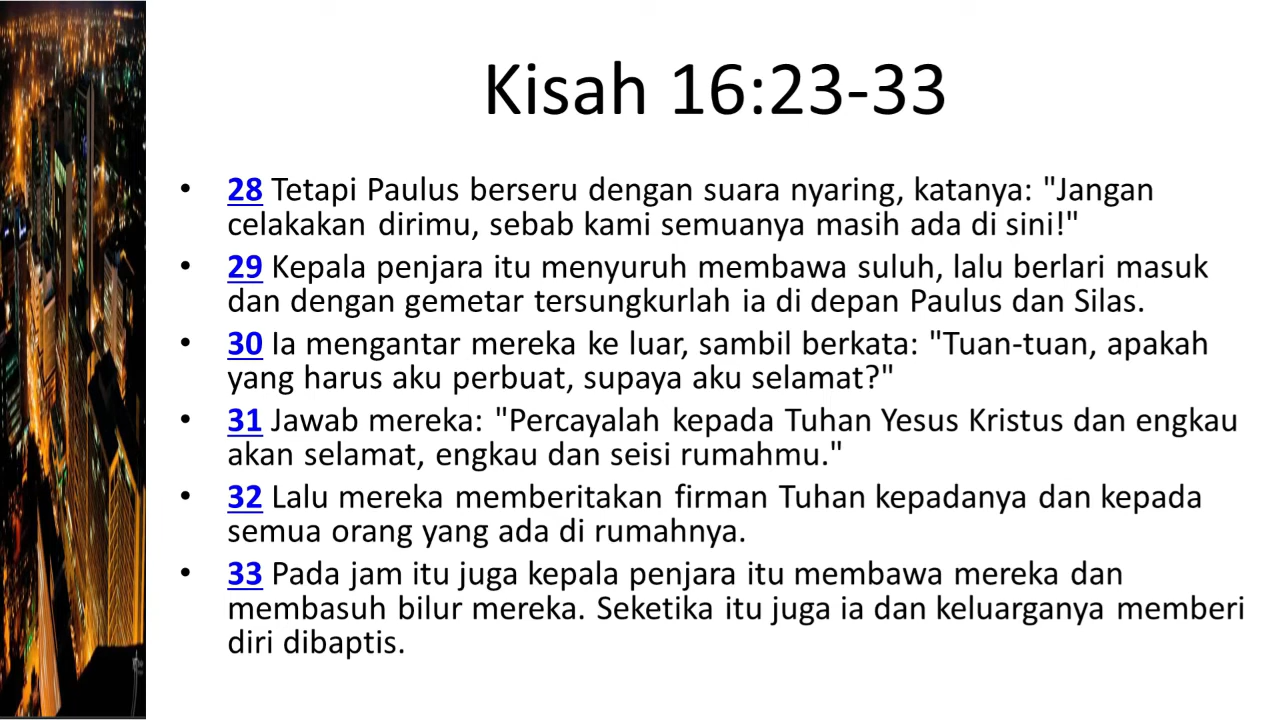 Kisah 16:23-33
• 28 Tetapi Paulus berseru dengan suara nyaring, katanya: "Jangan
celakakan dirimu, sebab kami semuanya masih ada di sini!"
• 29 Kepala penjara itu menyuruh membawa suluh, lalu berlari masuk
dan dengan gemetar tersungkurlah ia di depan Paulus dan Silas.
• 30 Ia mengantar mereka ke luar, sambil berkata: "Tuan-tuan, apakah
yang harus aku perbuat, supaya aku selamat?"
• 31 Jawab mereka: "Percayalah kepada Tuhan Yesus Kristus dan engkau
akan selamat, engkau dan seisi rumahmu."
• 32 Lalu mereka memberitakan firman Tuhan kepadanya dan kepada
semua orang yang ada di rumahnya.
• 33 Pada jam itu juga kepala penjara itu membawa mereka dan
membasuh bilur mereka. Seketika itu juga ia dan keluarganya memberi
diri dibaptis.